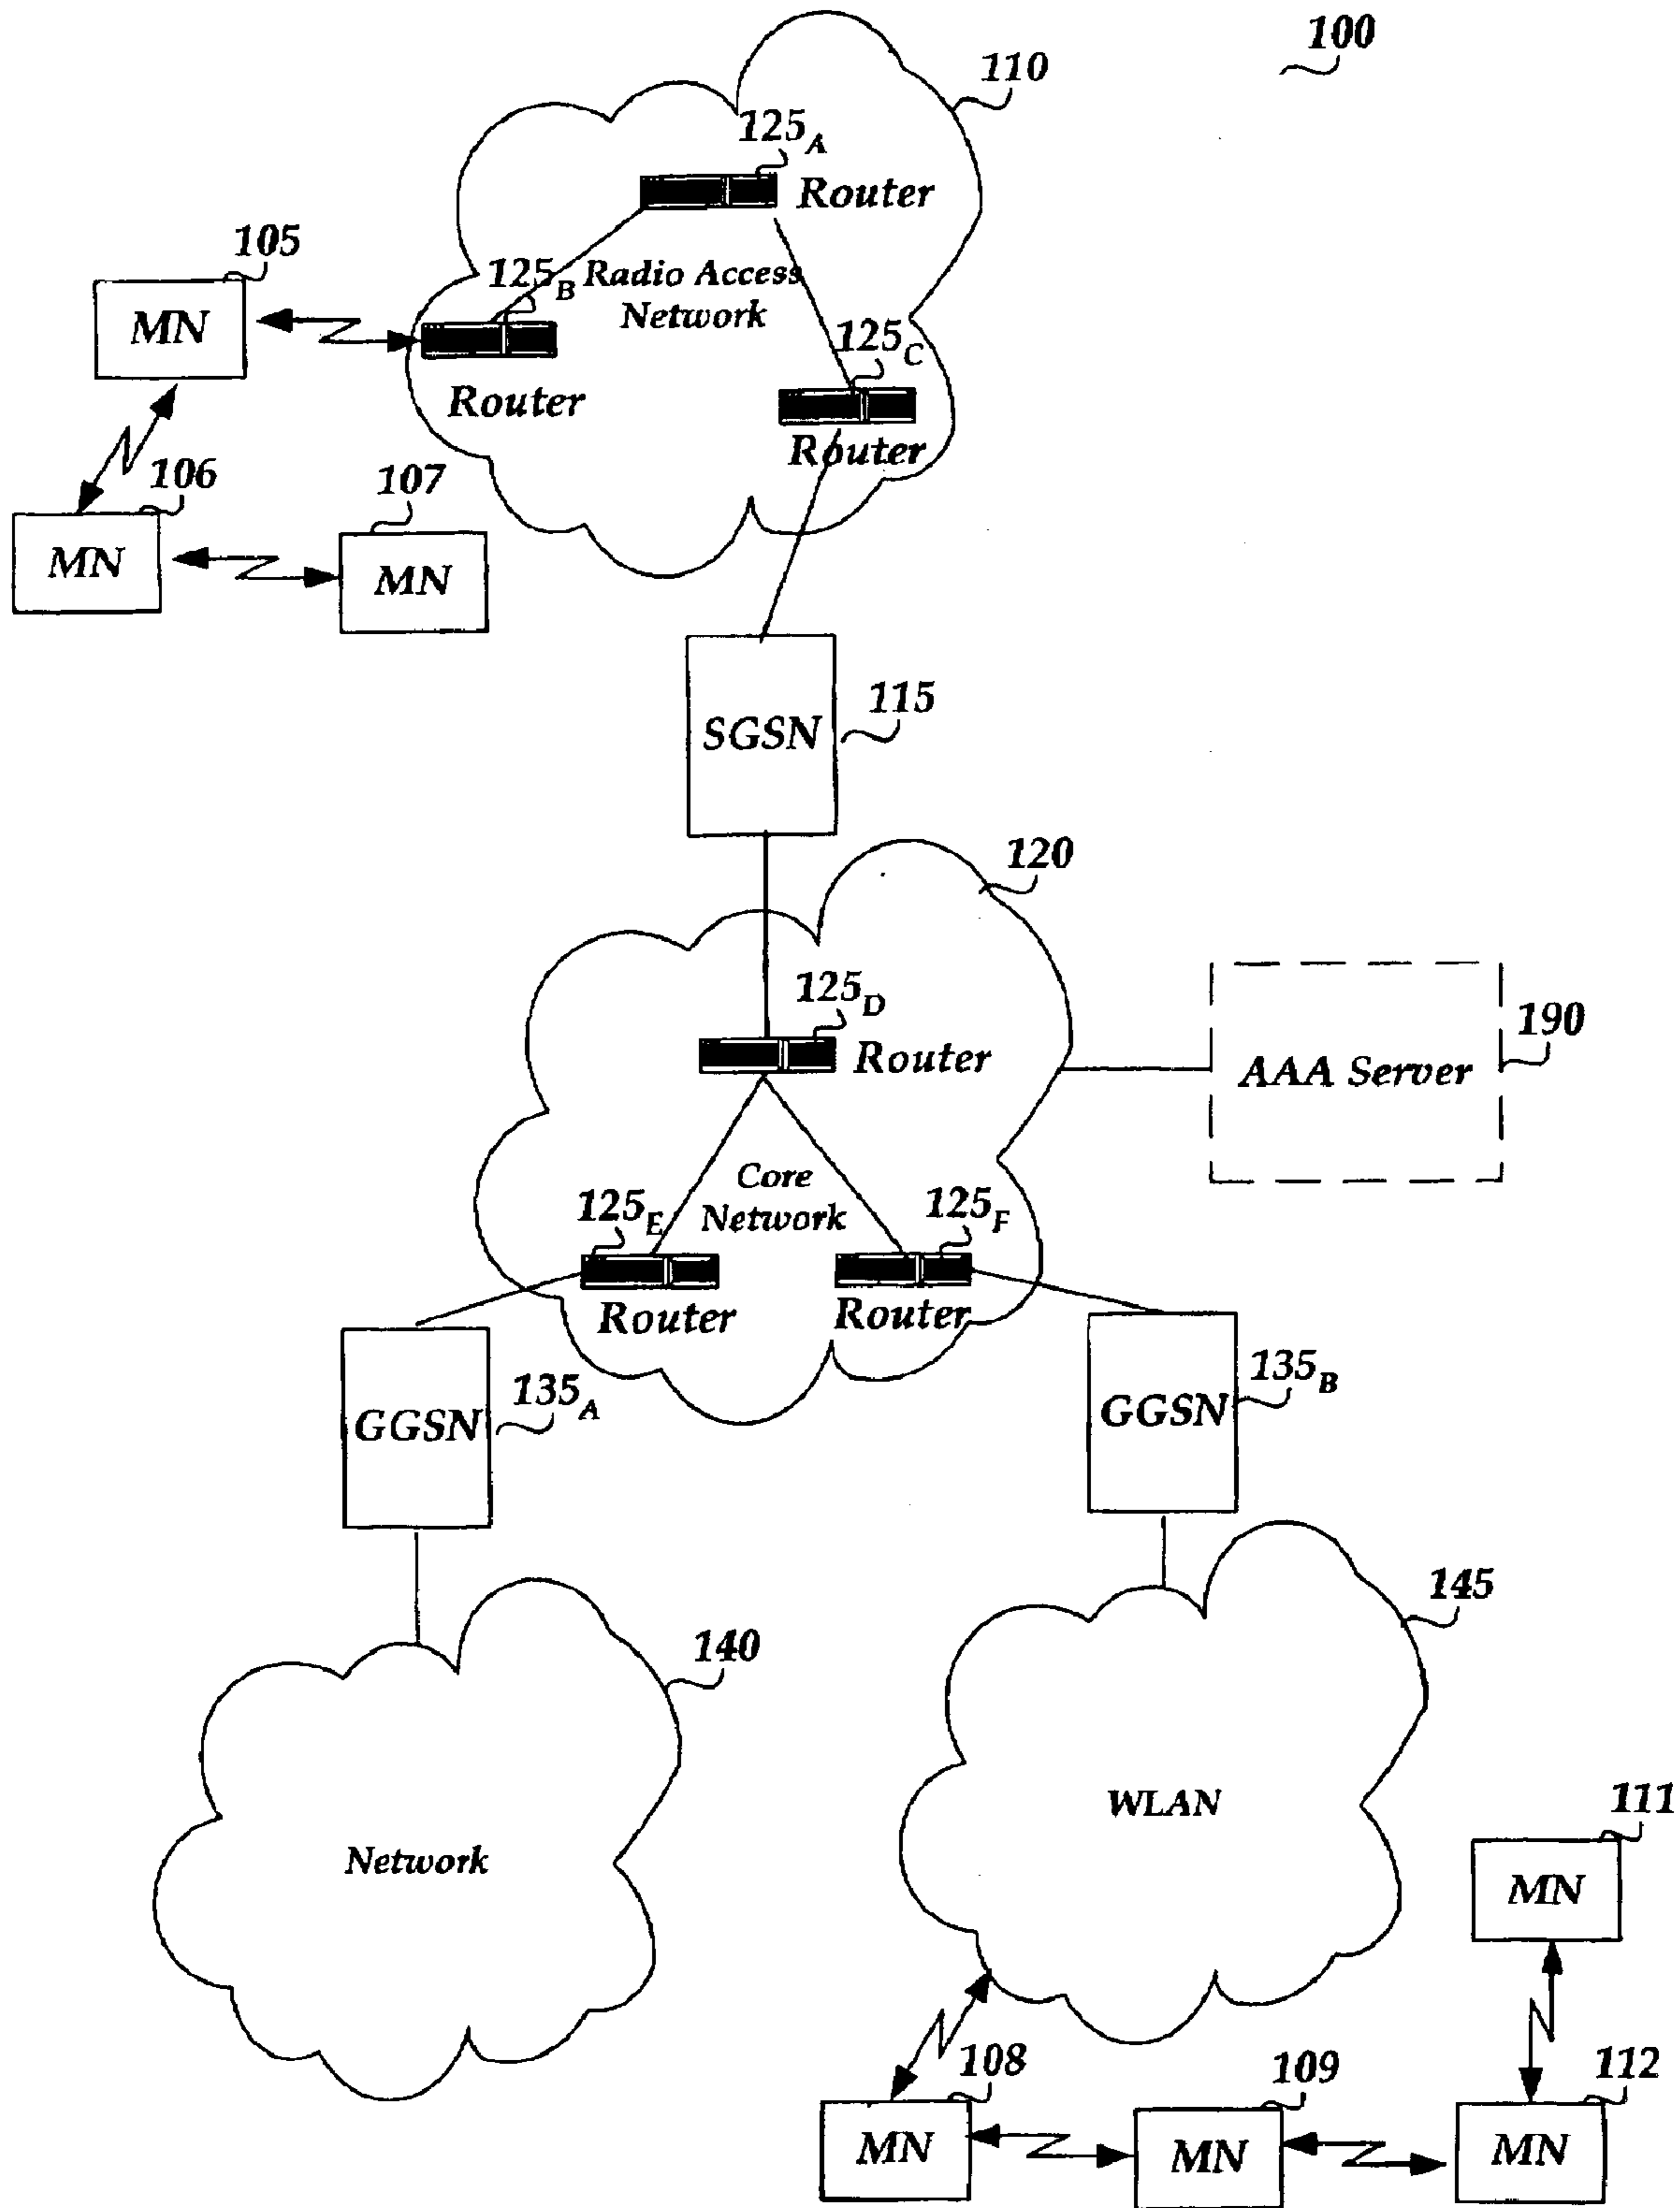 100
110
125A
Router
105
MN
125B
Radio Access
Network
125C
Router
Router
106
MN
107
MN
SGSN
115
120
125D
Router
190
AAA Server
Core
Network
125E
125F
Router
Router
GGSN
135A
GGSN
135B
145
140
Network
WLAN
111
MN
108
MN
109
MN
112
MN